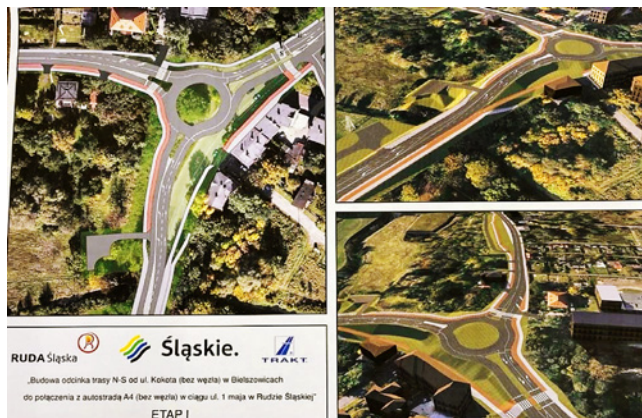 RUDA Śląska
R
Śląskie.
TRAKT
„Budowa odcinka trasy N-S od ul. Kokota (bez węzła) w Bielszowicach
do połączenia z autostradą A4 (bez węzła) w ciągu ul. 1 maja w Rudzie Śląskiej"
ETAP I